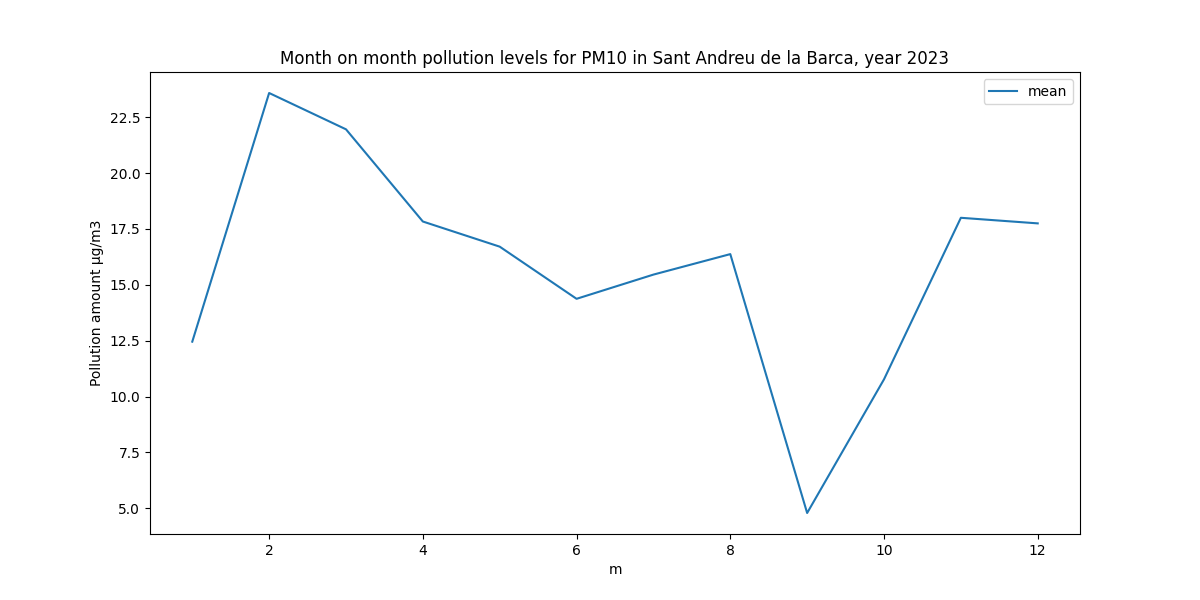 Month on month pollution levels for PM10 in Sant Andreu de la Barca, year 2023
mean
Pollution amount µg/m3
22.5
20.0
17.5
15.0
12.5
10.0
7.5
5.0
2 4 6 8 10 12
m